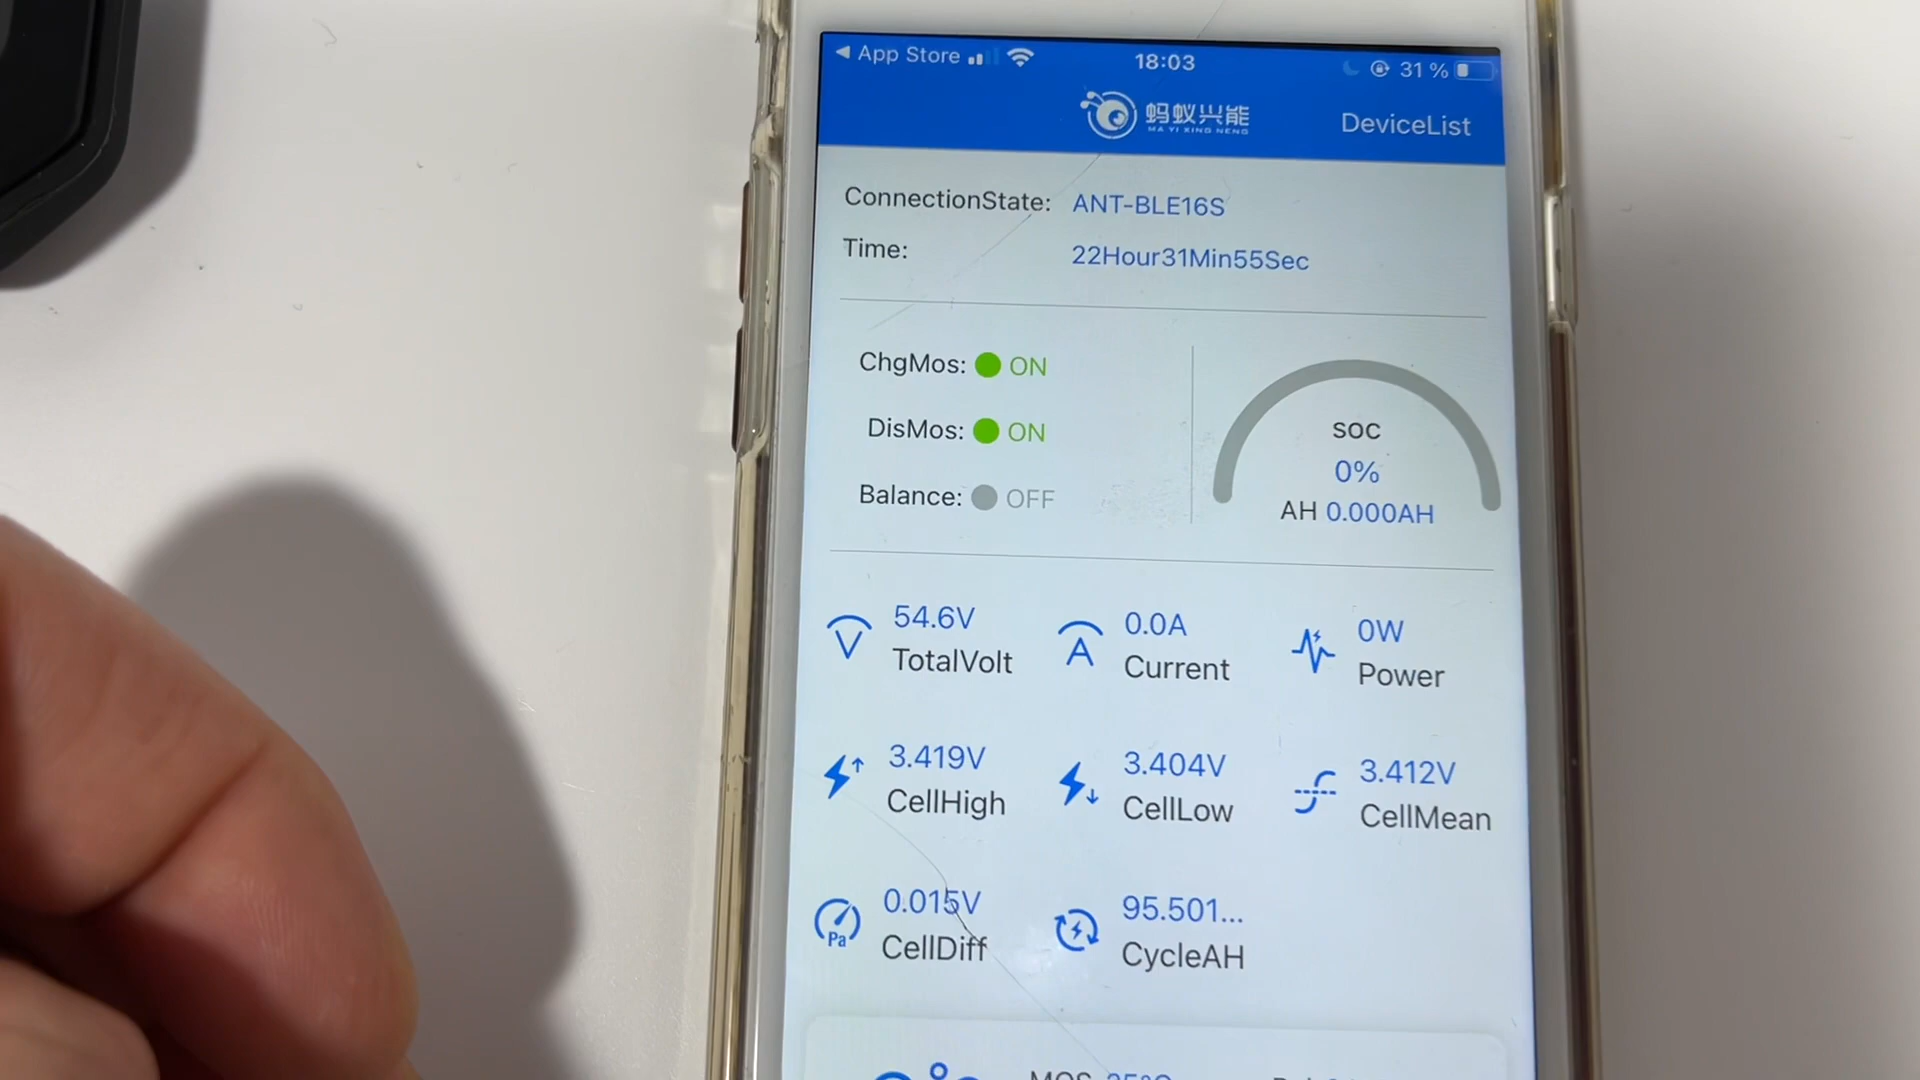 ◀ App Store 18:03 31 %
蚂蚁兴能
MA YI XING NENG
DeviceList
ConnectionState: ANT-BLE16S
Time: 22Hour31Min55Sec
ChgMos: ON
DisMos: ON
Balance: OFF
SOC
0%
AH 0.000AH
54.6V 0.0A 0W
TotalVolt Current Power
3.419V 3.404V 3.412V
CellHigh CellLow CellMean
0.015V 95.501...
Pa
CellDiff CycleAH
MOS